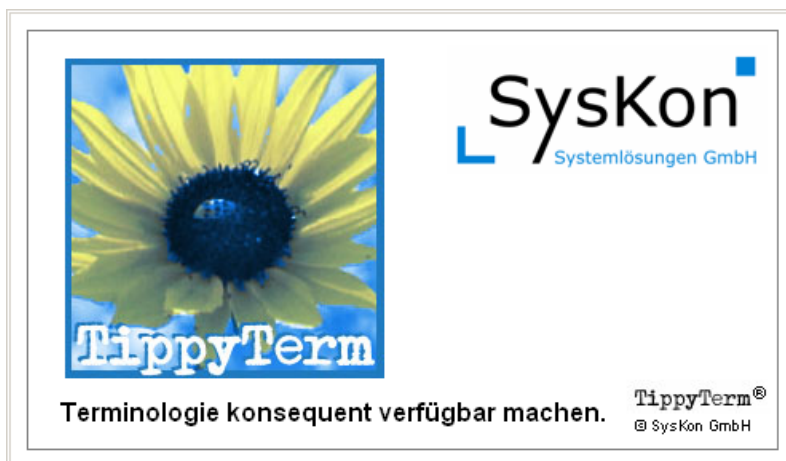 SysKon
Systemlösungen GmbH
TippyTerm
Terminologie konsequent verfügbar machen.
TippyTerm®
© SysKon GmbH